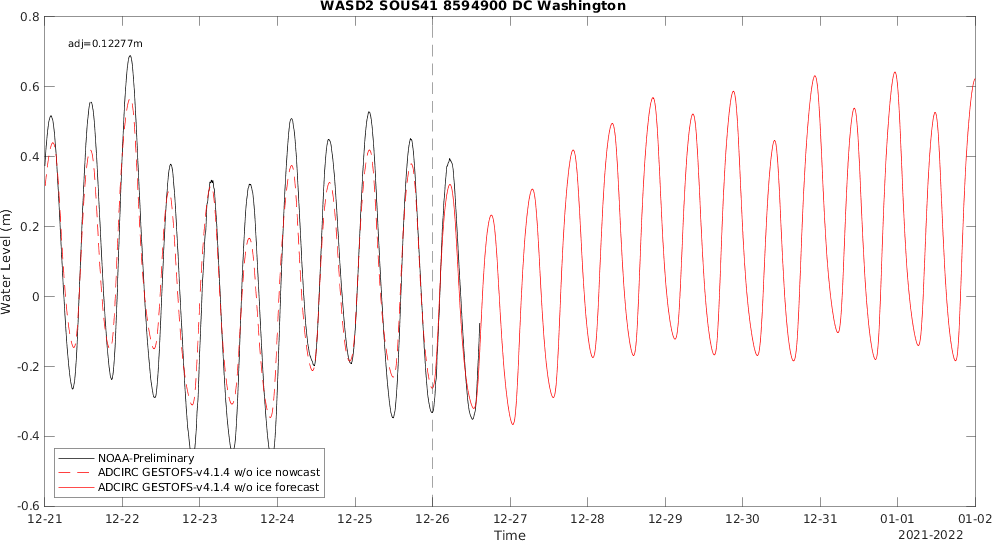 WASD2 SOUS41 8594900 DC Washington
adj=0.12277m
0.8
0.6
0.4
0.2
0
-0.2
-0.4
-0.6
Water Level (m)
NOAA-Preliminary
ADCIRC GESTOFS-v4.1.4 w/o ice nowcast
ADCIRC GESTOFS-v4.1.4 w/o ice forecast
12-21 12-22 12-23 12-24 12-25 12-26 12-27 12-28 12-29 12-30 12-31 01-01 01-02
Time
2021-2022